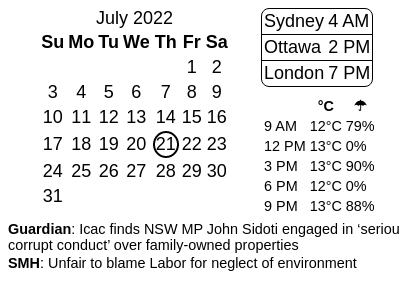 July 2022
Su Mo Tu We Th Fr Sa
1 2
3 4 5 6 7 8 9
10 11 12 13 14 15 16
17 18 19 20 21 22 23
24 25 26 27 28 29 30
31
Sydney 4 AM
Ottawa 2 PM
London 7 PM
°C ☂
9 AM 12°C 79%
12 PM 13°C 0%
3 PM 13°C 90%
6 PM 12°C 0%
9 PM 13°C 88%
Guardian: Icac finds NSW MP John Sidoti engaged in ‘seriou
corrupt conduct’ over family-owned properties
SMH: Unfair to blame Labor for neglect of environment